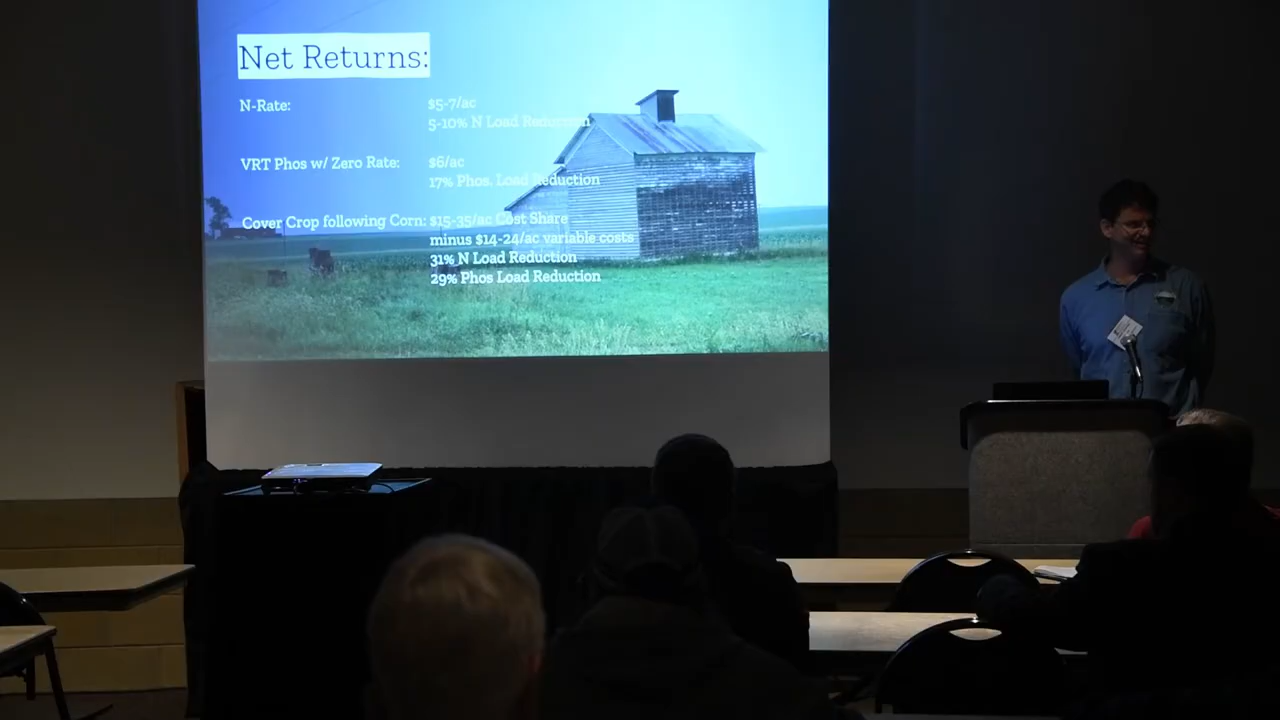 Net Returns:
N-Rate: $5-7/ac
5-10% N Load Reduction
VRT Phos w/ Zero Rate: $6/ac
17% Phos. Load Reduction
Cover Crop following Corn: $15-35/ac Cost Share
minus $14-24/ac variable costs
31% N Load Reduction
29% Phos Load Reduction